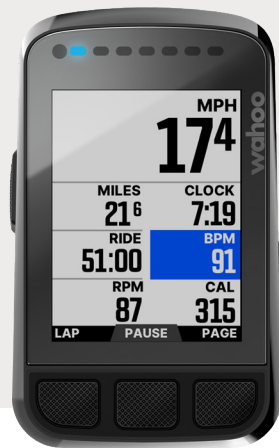 MPH
17⁴
MILES CLOCK
21⁶ 7:19
RIDE BPM
51:00 91
RPM CAL
87 315
LAP PAUSE PAGE
wahoo